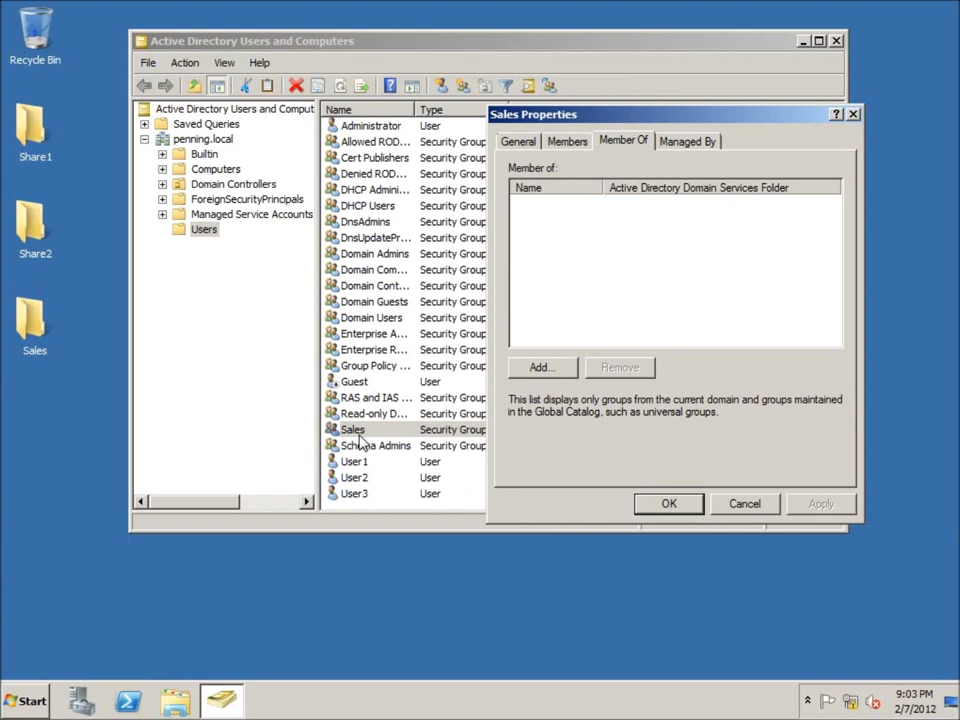 Recycle Bin
Share1
Share2
Sales
Active Directory Users and Computers
File Action View Help
Active Directory Users and Comput
Saved Queries
penning.local
Builtin
Computers
Domain Controllers
ForeignSecurityPrincipals
Managed Service Accounts
Users
Name Type
Administrator User
Allowed ROD... Security Group
Cert Publishers Security Group
Denied ROD... Security Group
DHCP Admini... Security Group
DHCP Users Security Group
DnsAdmins Security Group
DnsUpdatePr... Security Group
Domain Admins Security Group
Domain Com... Security Group
Domain Cont... Security Group
Domain Guests Security Group
Domain Users Security Group
Enterprise A... Security Group
Enterprise R... Security Group
Group Policy ... Security Group
Guest User
RAS and IAS ... Security Group
Read-only D... Security Group
Sales Security Group
Schema Admins Security Group
User1 User
User2 User
User3 User
Sales Properties
General Members Member Of Managed By
Member of:
Name Active Directory Domain Services Folder
Add... Remove
This list displays only groups from the current domain and groups maintained
in the Global Catalog, such as universal groups.
OK Cancel Apply
Start
9:03 PM
2/7/2012